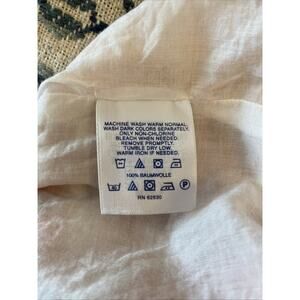 MACHINE WASH WARM NORMAL.
WASH DARK COLORS SEPARATELY.
ONLY NON-CHLORINE
BLEACH WHEN NEEDED.
REMOVE PROMPTLY.
TUMBLE DRY LOW.
WARM IRON IF NEEDED.
100% BAUMWOLLE
P
RN 62830